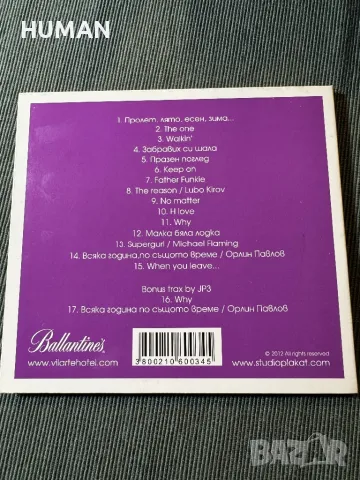 HUMAN
1. Пролет, лято, есен, зима...
2. The one
3. Walkin'
4. Забравих си шала
5. Празен поглед
6. Keep on
7. Father Funkie
8. The reason / Lubo Kirov
9. No matter
10. H love
11. Why
12. Малка бяла лодка
13. Supergurl / Michael Flaming
14. Всяка година,по същото време / Орлин Павлов
15. When you leave...
Bonus trax by JP3
16. Why
17. Всяка година по същото време / Орлин Павлов
Ballantine's
www.vilartehotel.com
3800210600345
© 2012 All rights reserved
www.studioplakat.com
BAZAR